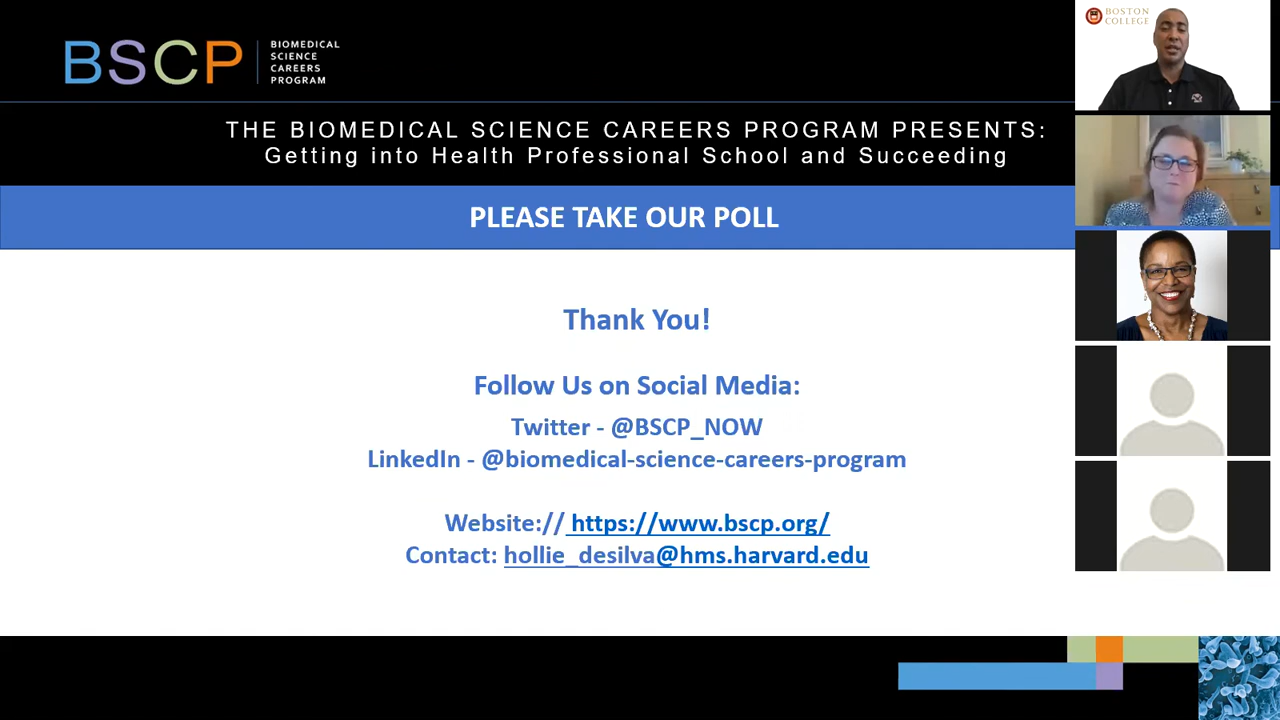 BSCP
BIOMEDICAL
SCIENCE
CAREERS
PROGRAM
BOSTON
COLLEGE
THE BIOMEDICAL SCIENCE CAREERS PROGRAM PRESENTS:
Getting into Health Professional School and Succeeding
PLEASE TAKE OUR POLL
Thank You!
Follow Us on Social Media:
Twitter - @BSCP_NOW
LinkedIn - @biomedical-science-careers-program
Website:// https://www.bscp.org/
Contact: hollie_desilva@hms.harvard.edu